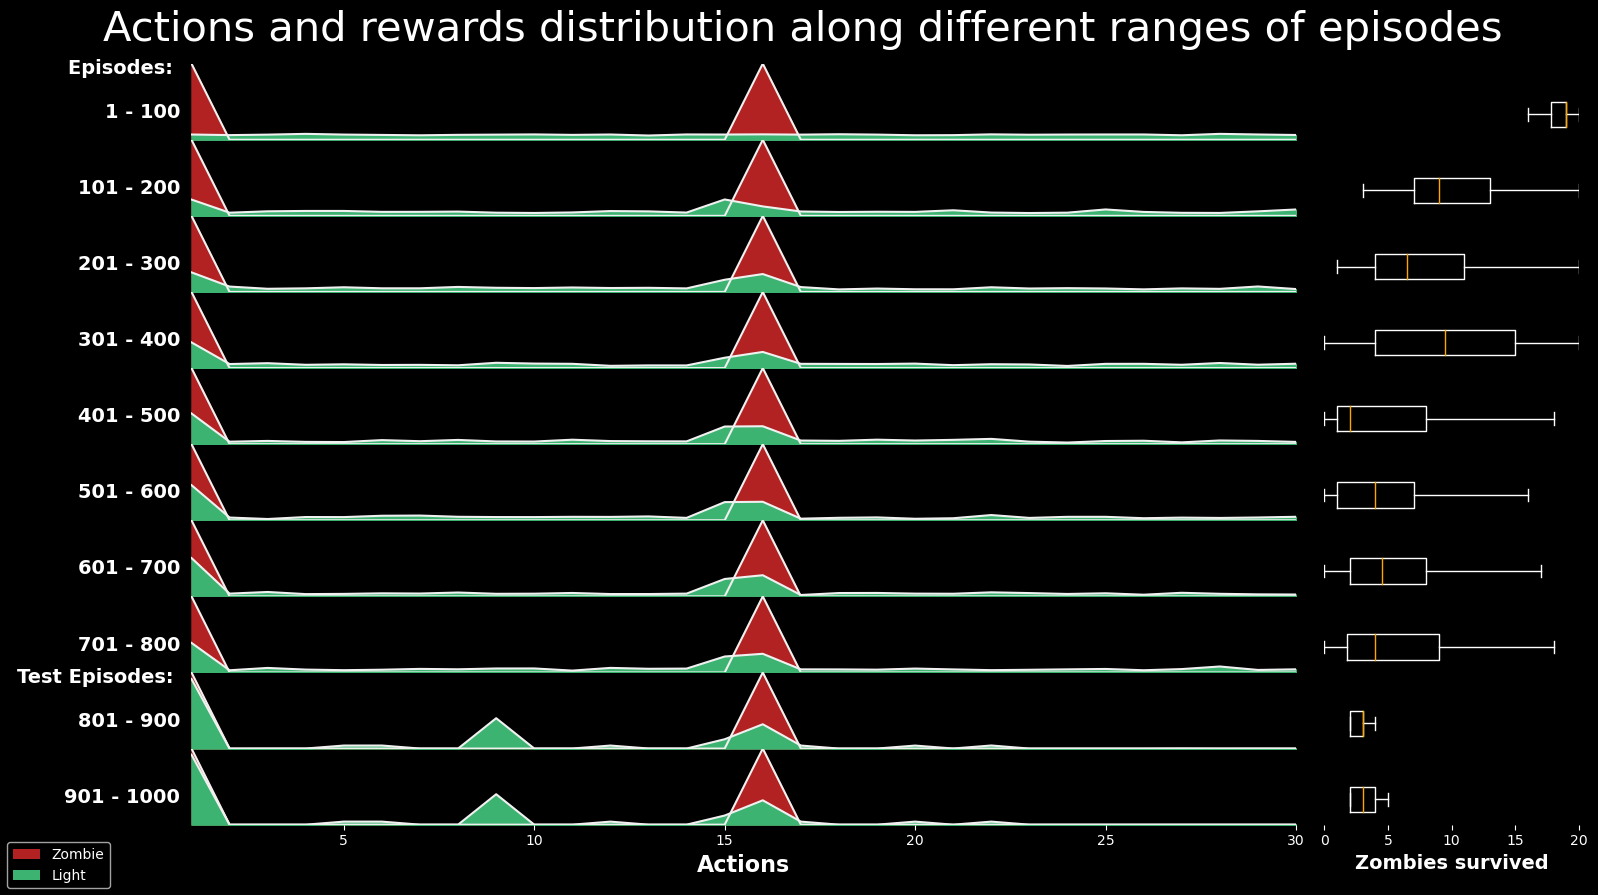 Actions and rewards distribution along different ranges of episodes
Episodes:
1 - 100
101 - 200
201 - 300
301 - 400
401 - 500
501 - 600
601 - 700
701 - 800
Test Episodes:
801 - 900
901 - 1000
5 10 15 20 25 30
0 5 10 15 20
Actions
Zombies survived
Zombie
Light